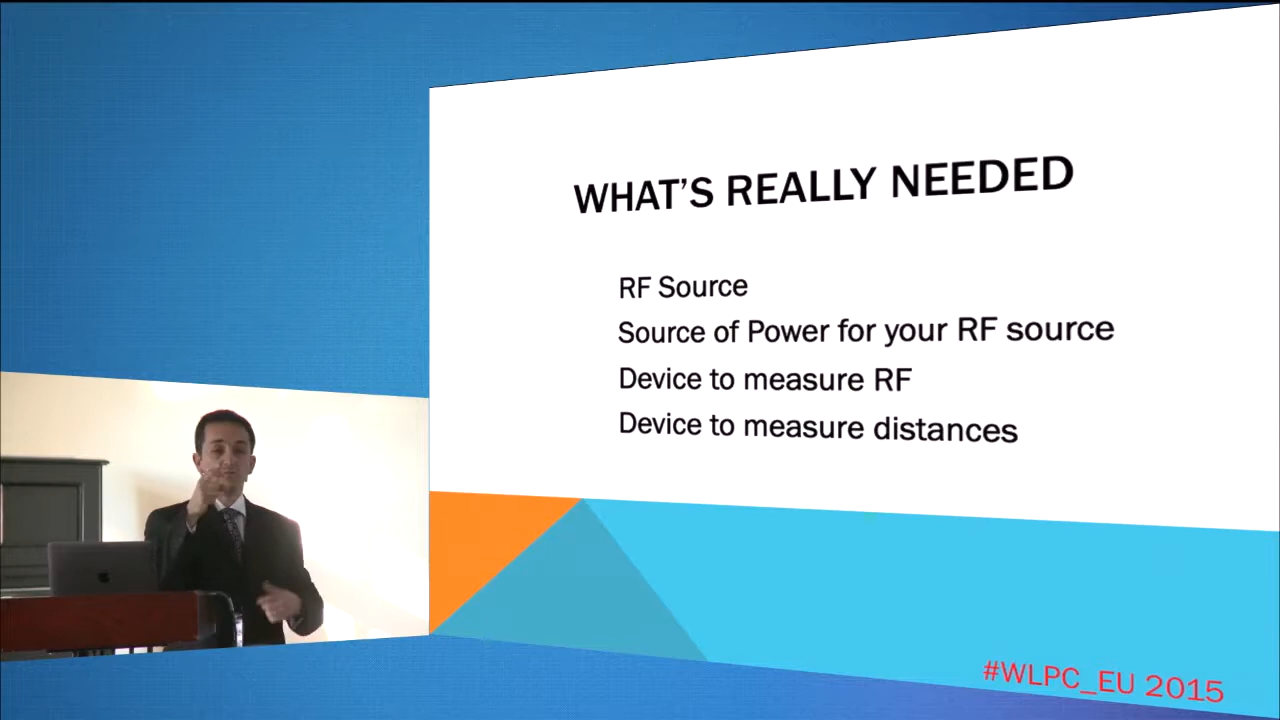 WHAT'S REALLY NEEDED
RF Source
Source of Power for your RF source
Device to measure RF
Device to measure distances
#WLPC_EU 2015